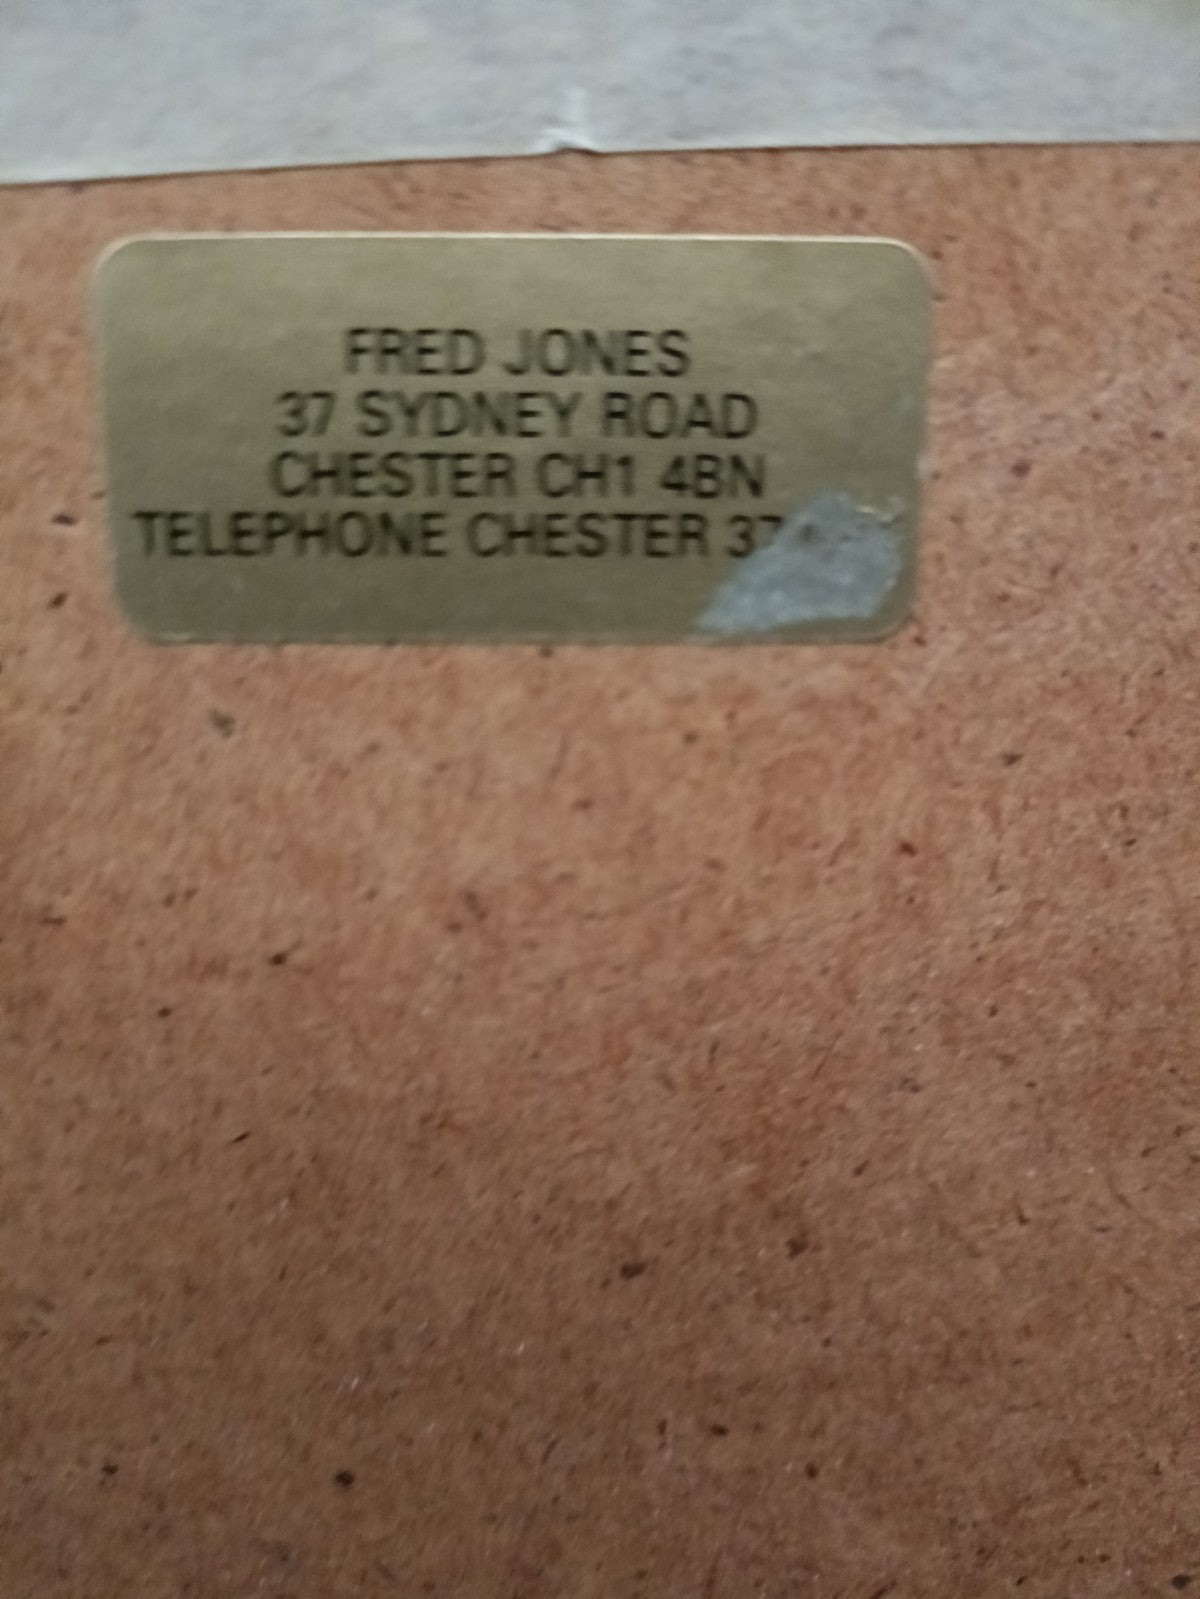 FRED JONES
37 SYDNEY ROAD
CHESTER CH1 4BN
TELEPHONE CHESTER 37